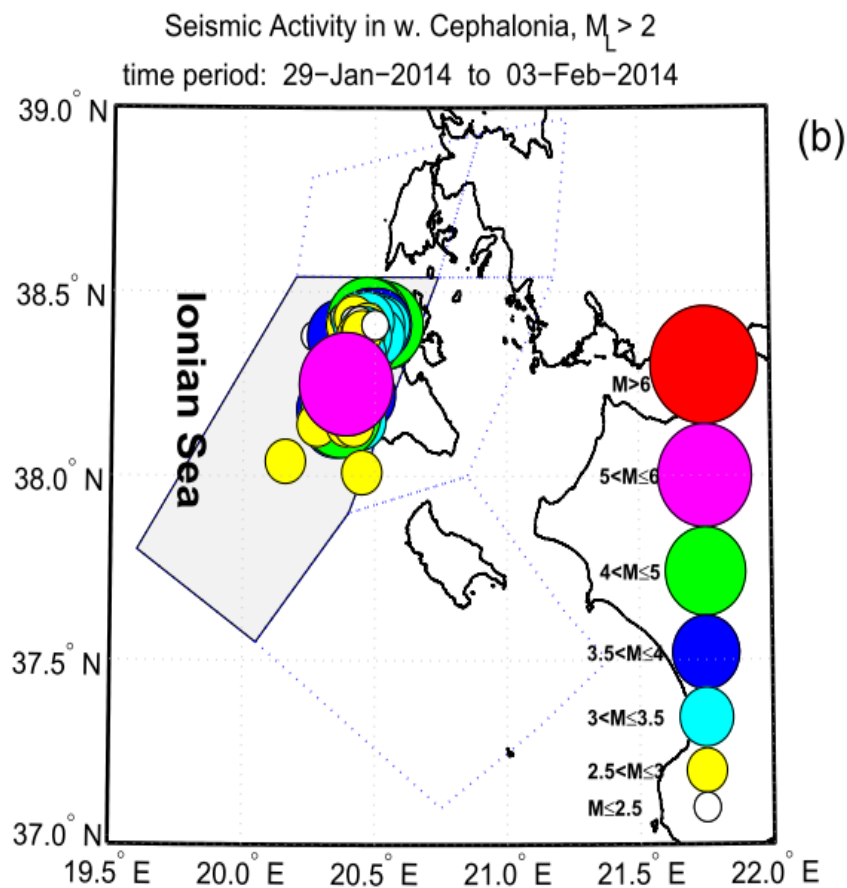 Seismic Activity in w. Cephalonia, M_L > 2
time period: 29−Jan−2014 to 03−Feb−2014
(b)
39.0° N
38.5° N
38.0° N
37.5° N
37.0° N
Ionian Sea
M>6
5<M≤6
4<M≤5
3.5<M≤4
3<M≤3.5
2.5<M≤3
M≤2.5
19.5° E 20.0° E 20.5° E 21.0° E 21.5° E 22.0° E